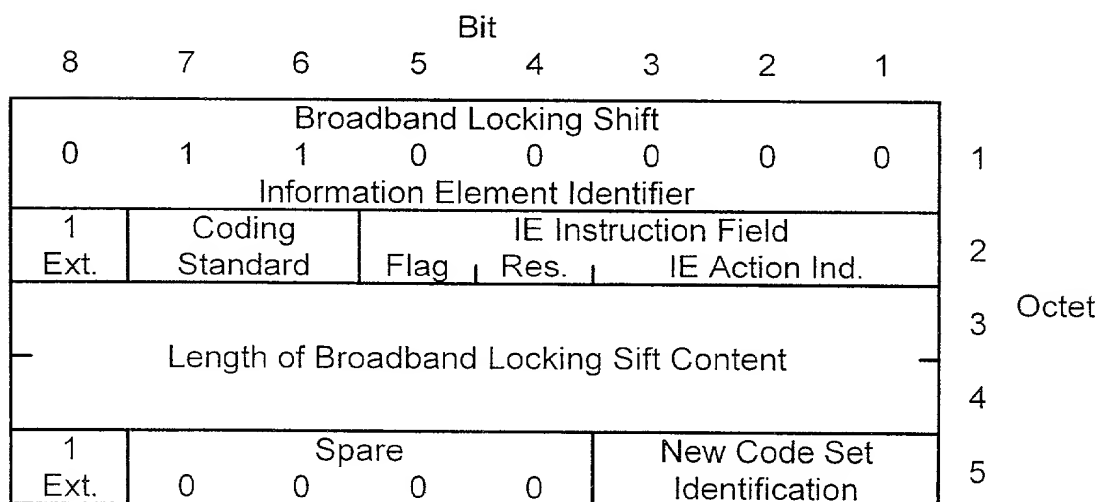 Bit
8 7 6 5 4 3 2 1
Broadband Locking Shift
0 1 1 0 0 0 0 0 1
Information Element Identifier
1 Coding IE Instruction Field
Ext. Standard Flag Res. IE Action Ind. 2
3 Octet
Length of Broadband Locking Sift Content
4
1 Spare New Code Set
Ext. 0 0 0 0 Identification 5